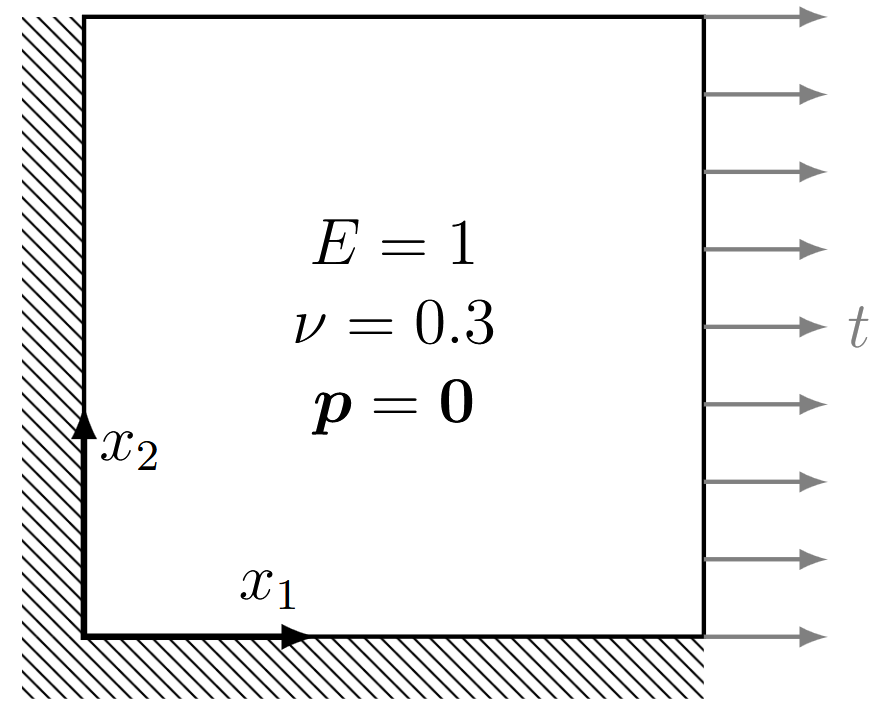 E = 1
ν = 0.3
p = 0
t
x₂
x₁